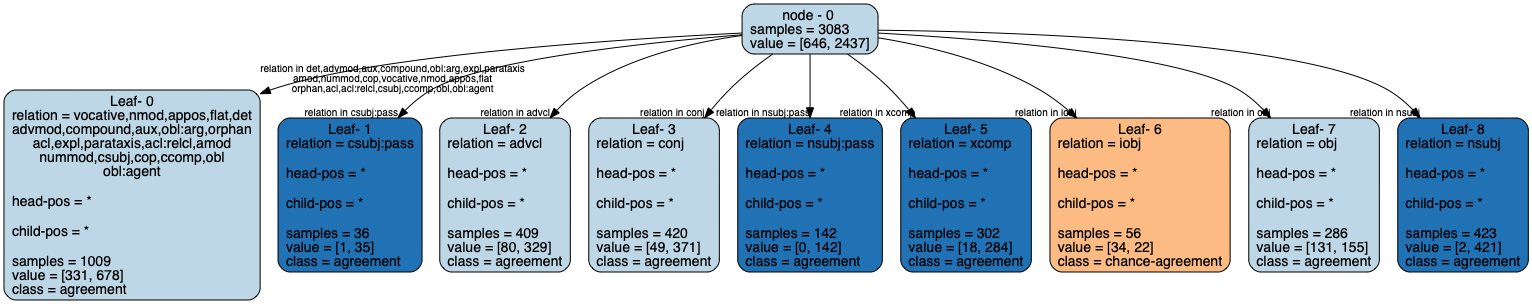 node - 0
samples = 3083
value = [646, 2437]
relation in det,advmod,aux,compound,obl:arg,expl,parataxis
amod,nummod,cop,vocative,nmod,appos,flat
orphan,acl,acl:relcl,csubj,ccomp,obl,obl:agent
relation in csubj:pass
relation in advcl
relation in conj
relation in nsubj:pass
relation in xcomp
relation in iobj
relation in obj
relation in nsubj
Leaf- 0
relation = vocative,nmod,appos,flat,det
advmod,compound,aux,obl:arg,orphan
acl,expl,parataxis,acl:relcl,amod
nummod,csubj,cop,ccomp,obl
obl:agent
head-pos = *
child-pos = *
samples = 1009
value = [331, 678]
class = agreement
Leaf- 1
relation = csubj:pass
head-pos = *
child-pos = *
samples = 36
value = [1, 35]
class = agreement
Leaf- 2
relation = advcl
head-pos = *
child-pos = *
samples = 409
value = [80, 329]
class = agreement
Leaf- 3
relation = conj
head-pos = *
child-pos = *
samples = 420
value = [49, 371]
class = agreement
Leaf- 4
relation = nsubj:pass
head-pos = *
child-pos = *
samples = 142
value = [0, 142]
class = agreement
Leaf- 5
relation = xcomp
head-pos = *
child-pos = *
samples = 302
value = [18, 284]
class = agreement
Leaf- 6
relation = iobj
head-pos = *
child-pos = *
samples = 56
value = [34, 22]
class = chance-agreement
Leaf- 7
relation = obj
head-pos = *
child-pos = *
samples = 286
value = [131, 155]
class = agreement
Leaf- 8
relation = nsubj
head-pos = *
child-pos = *
samples = 423
value = [2, 421]
class = agreement